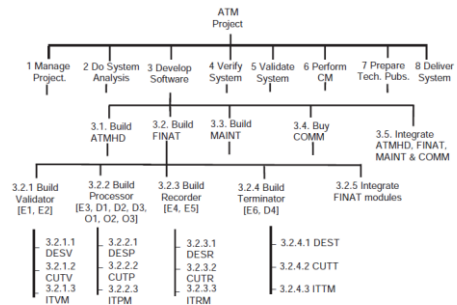 ATM
Project
1 Manage
Project.
2 Do System
Analysis
3 Develop
Software
4 Verify
System
5 Validate
System
6 Perform
CM
7 Prepare
Tech. Pubs.
8 Deliver
System
3.1. Build
ATMHD
3.2. Build
FINAT
3.3. Build
MAINT
3.4. Buy
COMM
3.5. Integrate
ATMHD, FINAT,
MAINT & COMM
3.2.1 Build
Validator
[E1, E2]
3.2.2 Build
Processor
[E3, D1, D2, D3,
O1, O2, O3]
3.2.3 Build
Recorder
[E4, E5]
3.2.4 Build
Terminator
[E6, D4]
3.2.5 Integrate
FINAT modules
3.2.1.1
DESV
3.2.1.2
CUTV
3.2.1.3
ITVM
3.2.2.1
DESP
3.2.2.2
CUTP
3.2.2.3
ITPM
3.2.3.1
DESR
3.2.3.2
CUTR
3.2.3.3
ITRM
3.2.4.1 DEST
3.2.4.2 CUTT
3.2.4.3 ITTM